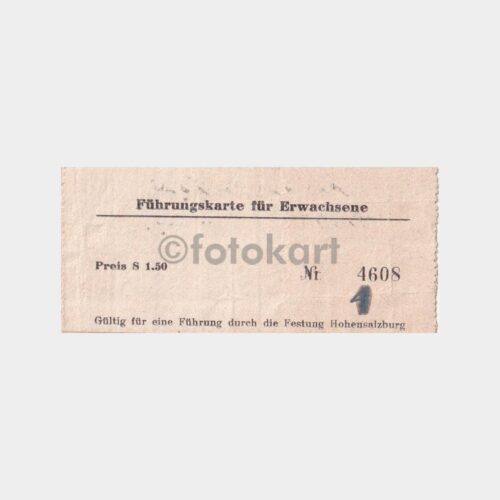 Führungskarte für Erwachsene
©fotokart
Preis S 1.50 Nr. 4608
1
Gültig für eine Führung durch die Festung Hohensalzburg